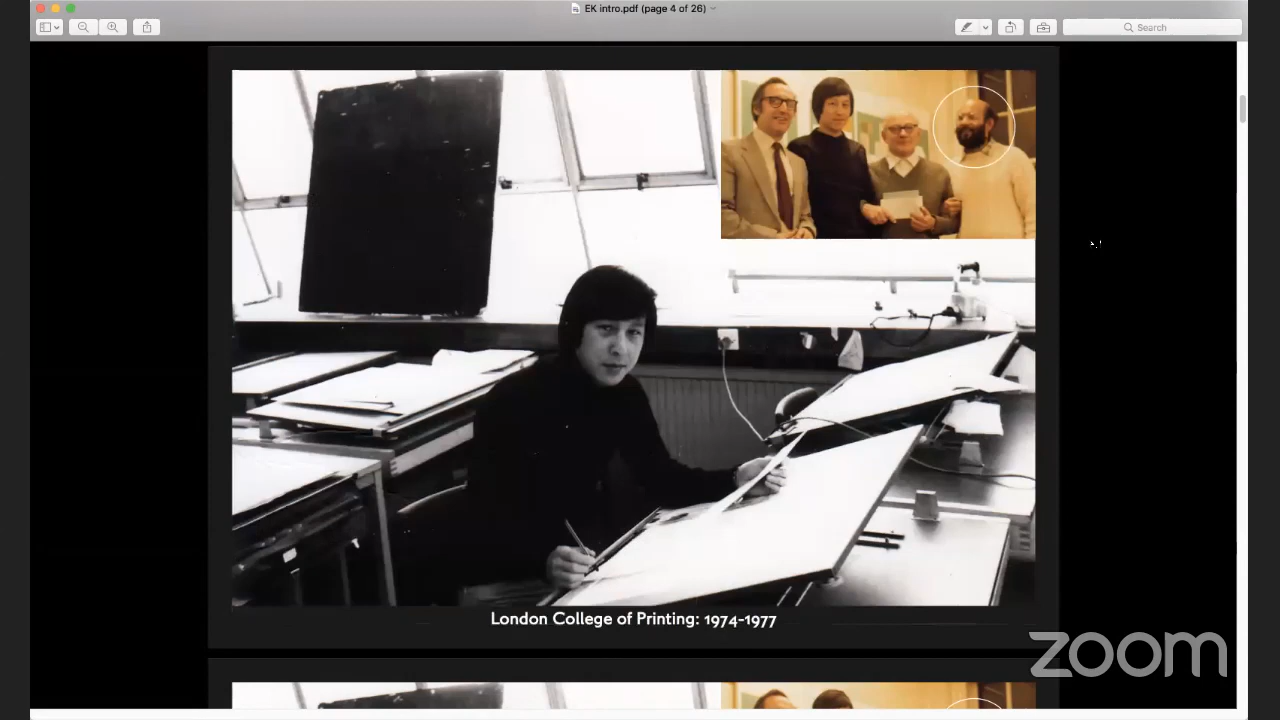 EK intro.pdf (page 4 of 26)
Search
London College of Printing: 1974-1977
zoom